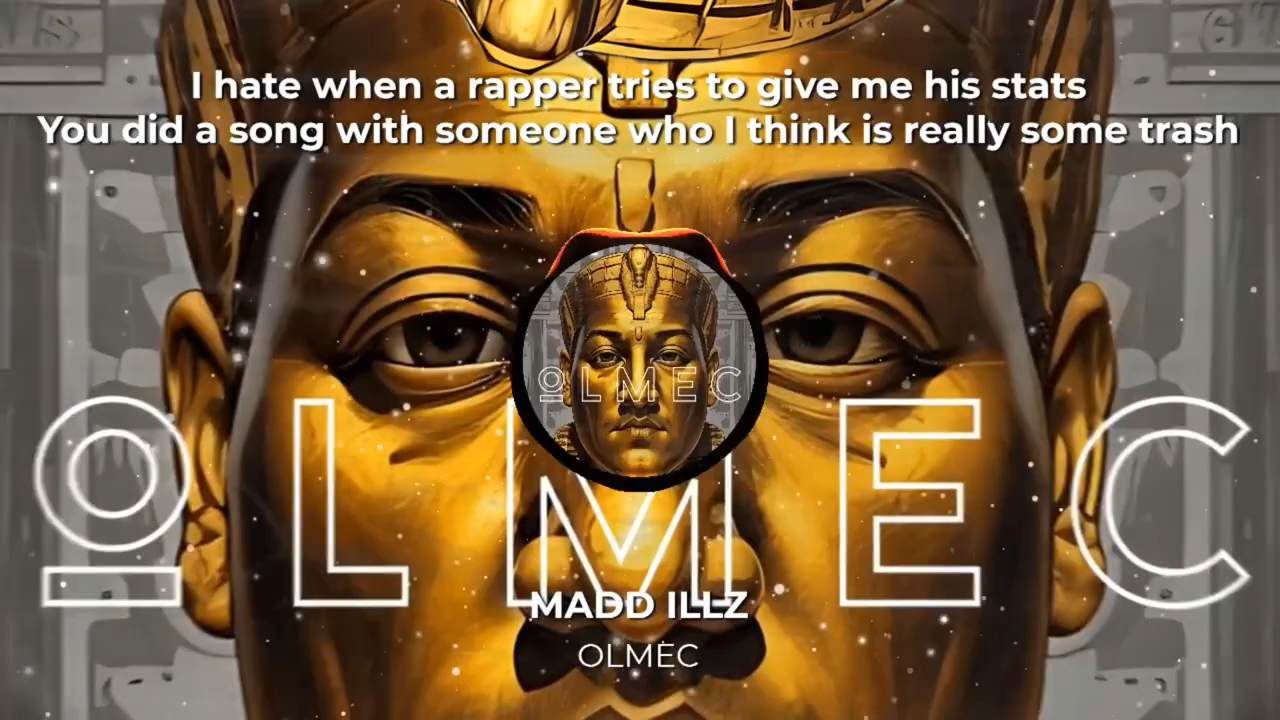 I hate when a rapper tries to give me his stats
You did a song with someone who I think is really some trash
OLMEC
OLMEC
MADD ILLZ
OLMEC